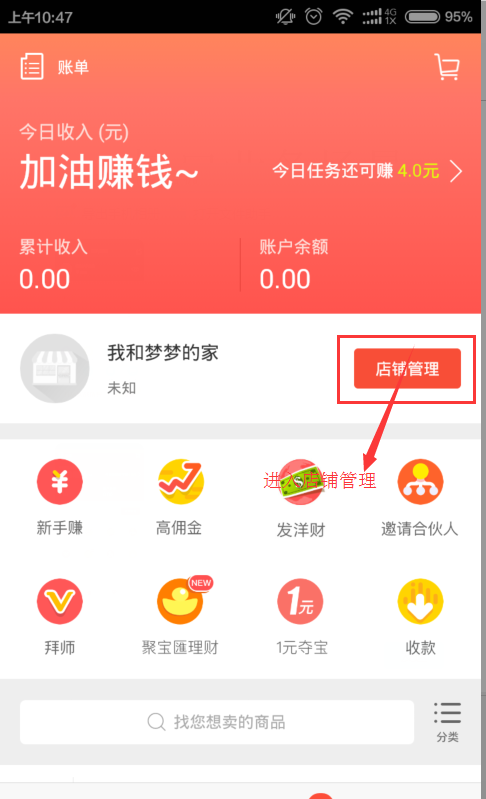 上午10:47
4G
1X
95%
账单
今日收入 (元)
加油赚钱~
今日任务还可赚 4.0元
累计收入
账户余额
0.00
0.00
我和梦梦的家
未知
店铺管理
进入店铺管理
新手赚
高佣金
发洋财
邀请合伙人
NEW
1元
拜师
聚宝匯理财
1元夺宝
收款
找您想卖的商品
分类